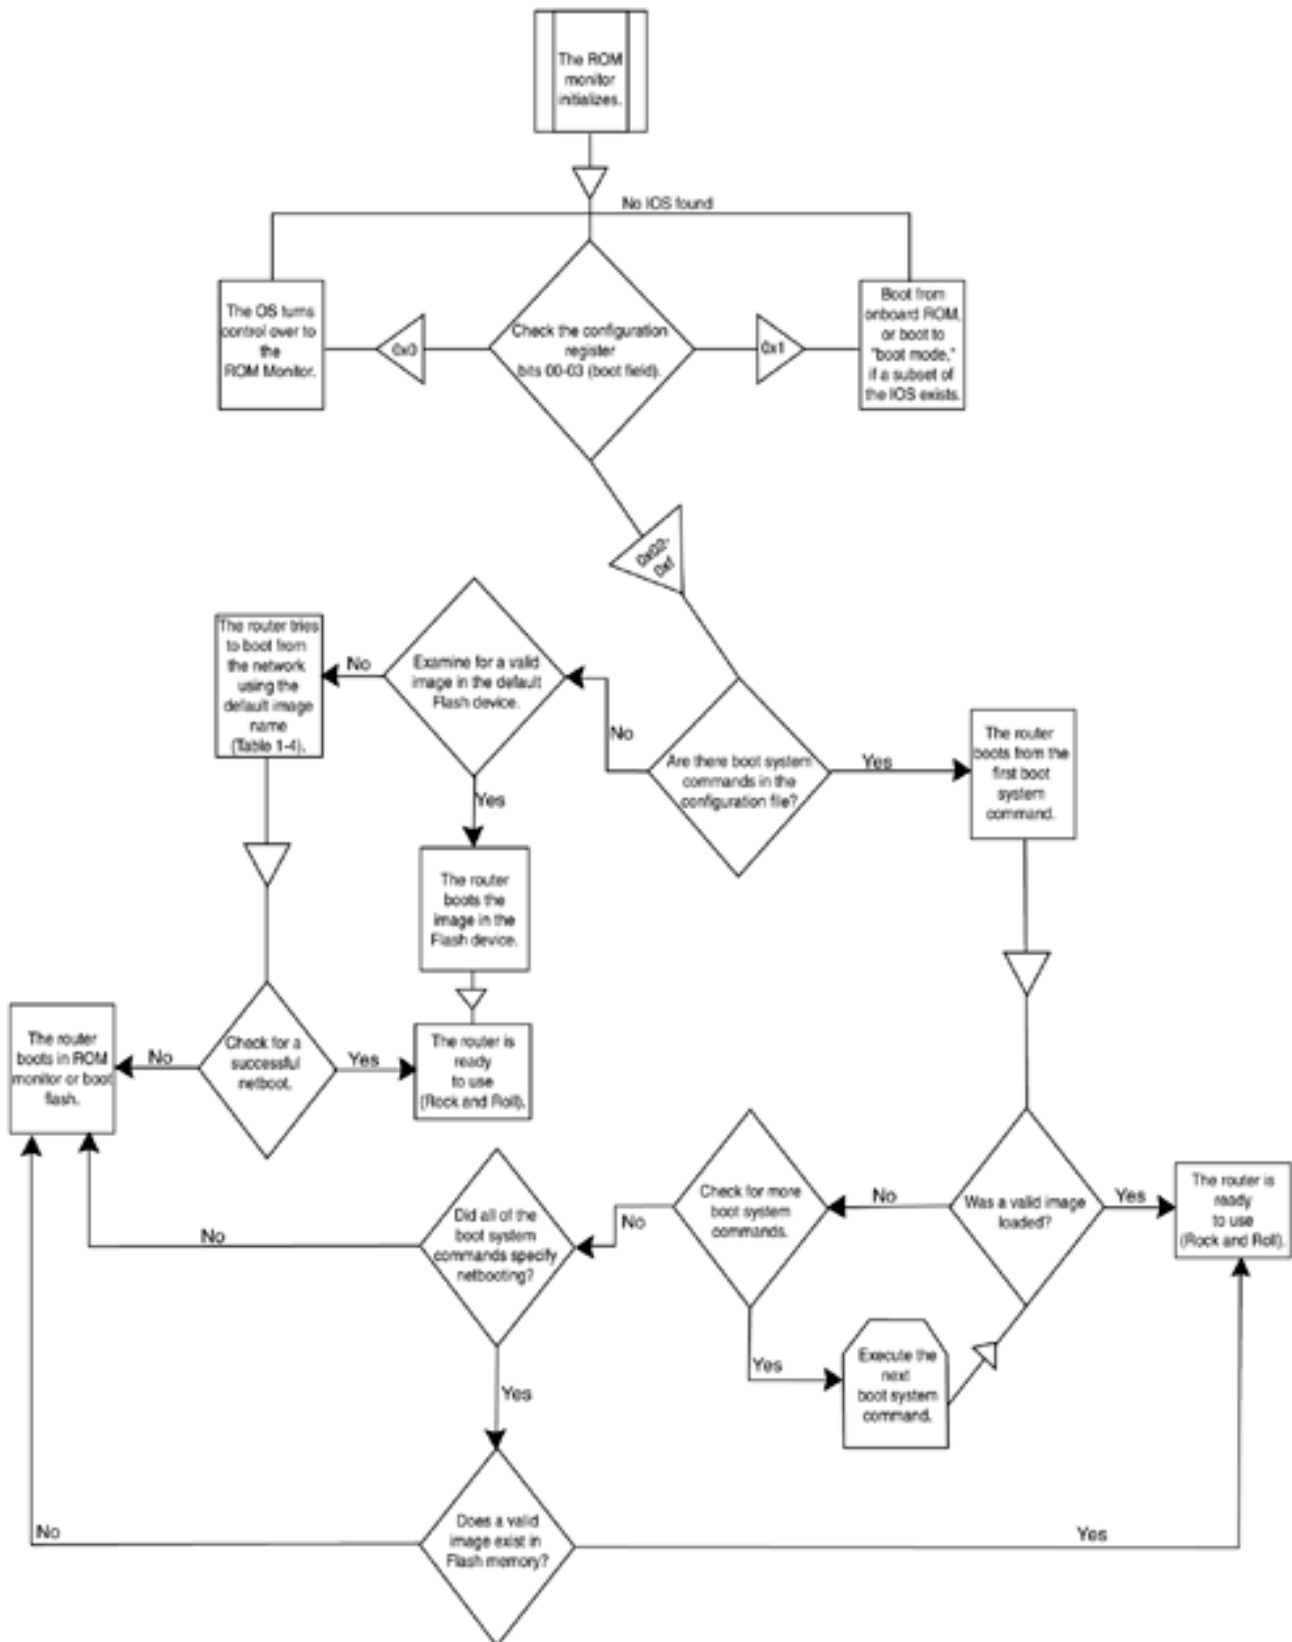 The ROM
monitor
initializes.
No IOS found
The OS turns
control over to
the
ROM Monitor.
0x0
Check the configuration
register
bits 00-03 (boot field).
0x1
Boot from
onboard ROM,
or boot to
"boot mode,"
if a subset of
the IOS exists.
0x02-
0xf
The router tries
to boot from
the network
using the
default image
name
(Table 1-4).
No
Examine for a valid
image in the default
Flash device.
No
Are there boot system
commands in the
configuration file?
Yes
The router
boots from the
first boot
system
command.
Yes
The router
boots the
image in the
Flash device.
The router
boots in ROM
monitor or boot
flash.
No
Check for a
successful
netboot.
Yes
The router is
ready
to use
(Rock and Roll).
No
Did all of the
boot system
commands specify
netbooting?
No
Check for more
boot system
commands.
No
Was a valid image
loaded?
Yes
The router is
ready
to use
(Rock and Roll).
Yes
Execute the
next
boot system
command.
Yes
No
Does a valid
image exist in
Flash memory?
Yes